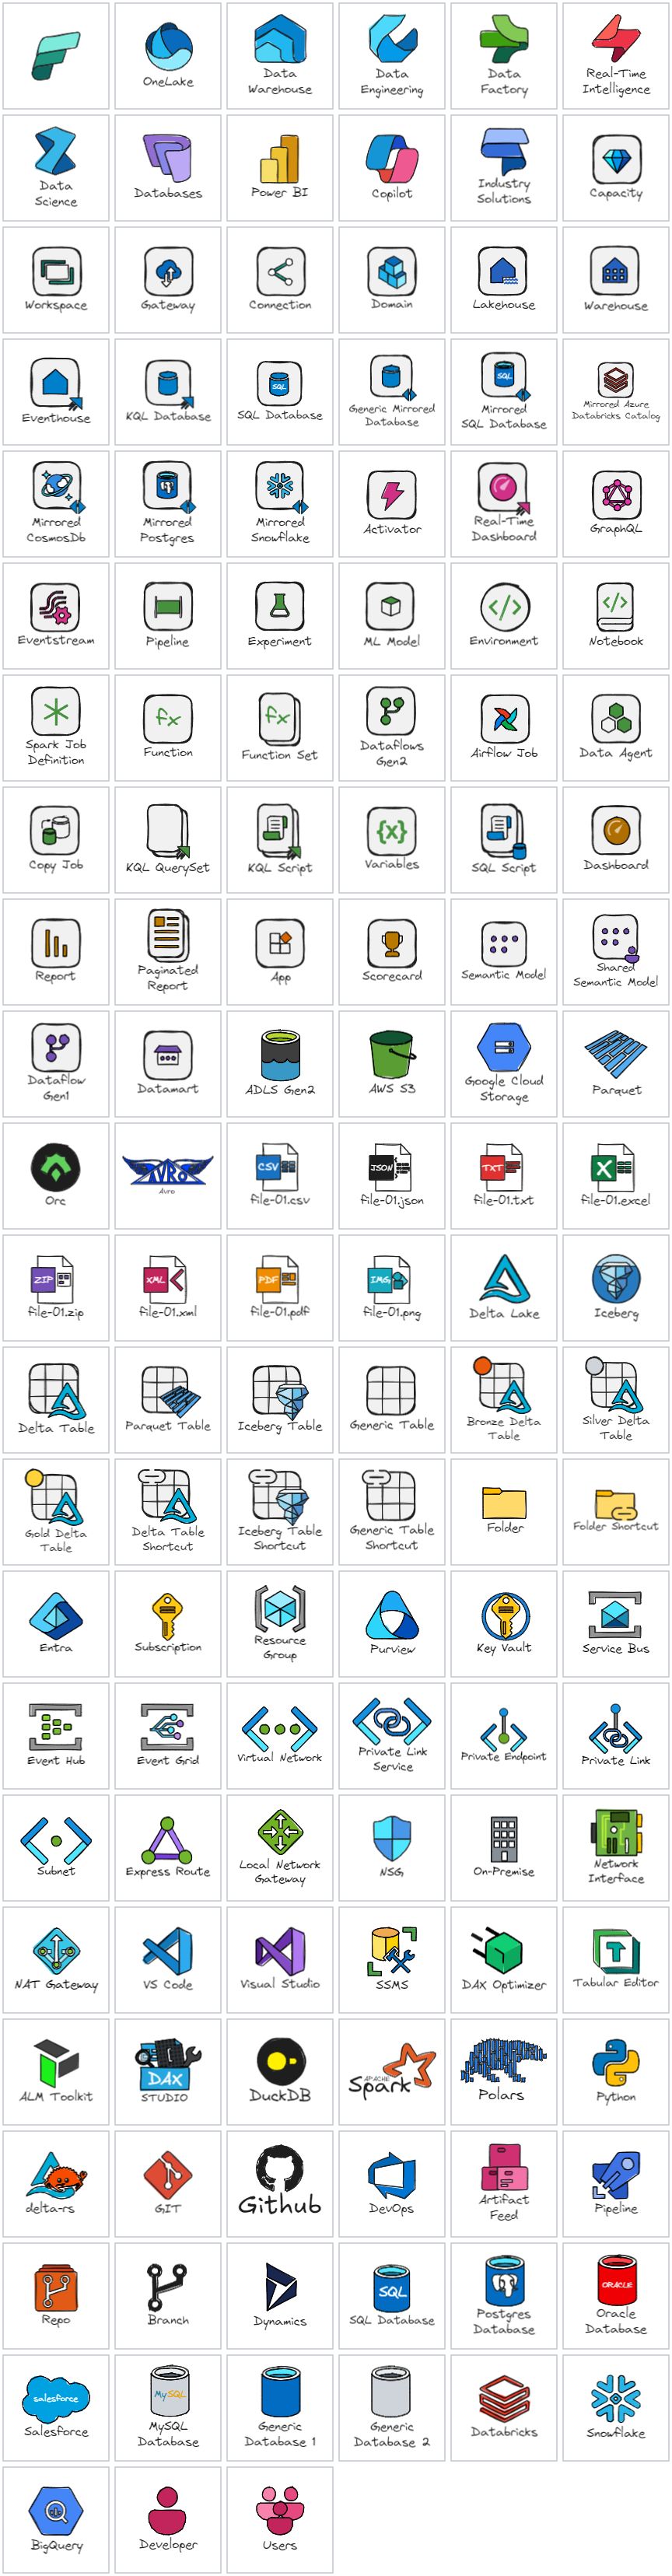 OneLake
Data
Warehouse
Data
Engineering
Data
Factory
Real-Time
Intelligence
Data
Science
Databases
Power BI
Copilot
Industry
Solutions
Capacity
Workspace
Gateway
Connection
Domain
Lakehouse
Warehouse
Eventhouse
KQL Database
SQL
SQL Database
Generic Mirrored
Database
SQL
Mirrored
SQL Database
Mirrored Azure
Databricks Catalog
Mirrored
CosmosDb
Mirrored
Postgres
Mirrored
Snowflake
Activator
Real-Time
Dashboard
GraphQL
Eventstream
Pipeline
Experiment
ML Model
</>
Environment
</>
Notebook
Spark Job
Definition
fx
Function
fx
Function Set
Dataflows
Gen2
Airflow Job
Data Agent
Copy Job
KQL QuerySet
KQL Script
{x}
Variables
SQL Script
Dashboard
Report
Paginated
Report
App
Scorecard
Semantic Model
Shared
Semantic Model
Dataflow
Gen1
Datamart
ADLS Gen2
AWS S3
Google Cloud
Storage
Parquet
Orc
AVRO
Avro
CSV
file-01.csv
JSON
file-01.json
TXT
file-01.txt
X
file-01.excel
ZIP
file-01.zip
XML
file-01.xml
PDF
file-01.pdf
IMG
file-01.png
Delta Lake
Iceberg
Delta Table
Parquet Table
Iceberg Table
Generic Table
Bronze Delta
Table
Silver Delta
Table
Gold Delta
Table
Delta Table
Shortcut
Iceberg Table
Shortcut
Generic Table
Shortcut
Folder
Folder Shortcut
Entra
Subscription
Resource
Group
Purview
Key Vault
Service Bus
Event Hub
Event Grid
Virtual Network
Private Link
Service
Private Endpoint
Private Link
Subnet
Express Route
Local Network
Gateway
NSG
On-Premise
Network
Interface
NAT Gateway
VS Code
Visual Studio
SSMS
DAX Optimizer
T
Tabular Editor
ALM Toolkit
DAX
STUDIO
DuckDB
APACHE
Spark
Polars
Python
delta-rs
GIT
Github
DevOps
Artifact
Feed
Pipeline
Repo
Branch
Dynamics
SQL
SQL Database
Postgres
Database
ORACLE
Oracle
Database
salesforce
Salesforce
MySQL
MySQL
Database
Generic
Database 1
Generic
Database 2
Databricks
Snowflake
BigQuery
Developer
Users